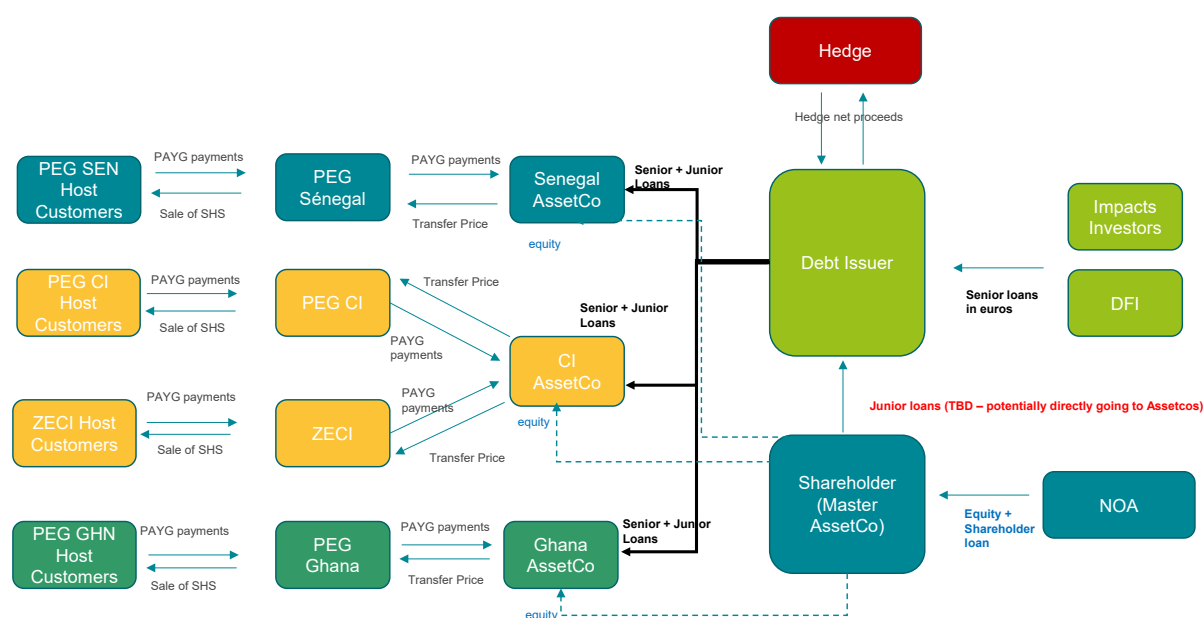 Hedge
Hedge net proceeds
PEG SEN
Host
Customers
PAYG payments
Sale of SHS
PEG
Sénegal
PAYG payments
Transfer Price
Senegal
AssetCo
equity
Senior + Junior
Loans
Debt Issuer
Impacts
Investors
Senior loans
in euros
DFI
PEG CI
Host
Customers
PAYG payments
Sale of SHS
PEG CI
Transfer Price
PAYG
payments
Senior + Junior
Loans
CI
AssetCo
equity
ZECI Host
Customers
PAYG payments
Sale of SHS
ZECI
PAYG
payments
Transfer Price
Junior loans (TBD – potentially directly going to Assetcos)
Shareholder
(Master
AssetCo)
Equity +
Shareholder
loan
NOA
PEG GHN
Host
Customers
PAYG payments
Sale of SHS
PEG
Ghana
PAYG payments
Transfer Price
Ghana
AssetCo
Senior + Junior
Loans
equity